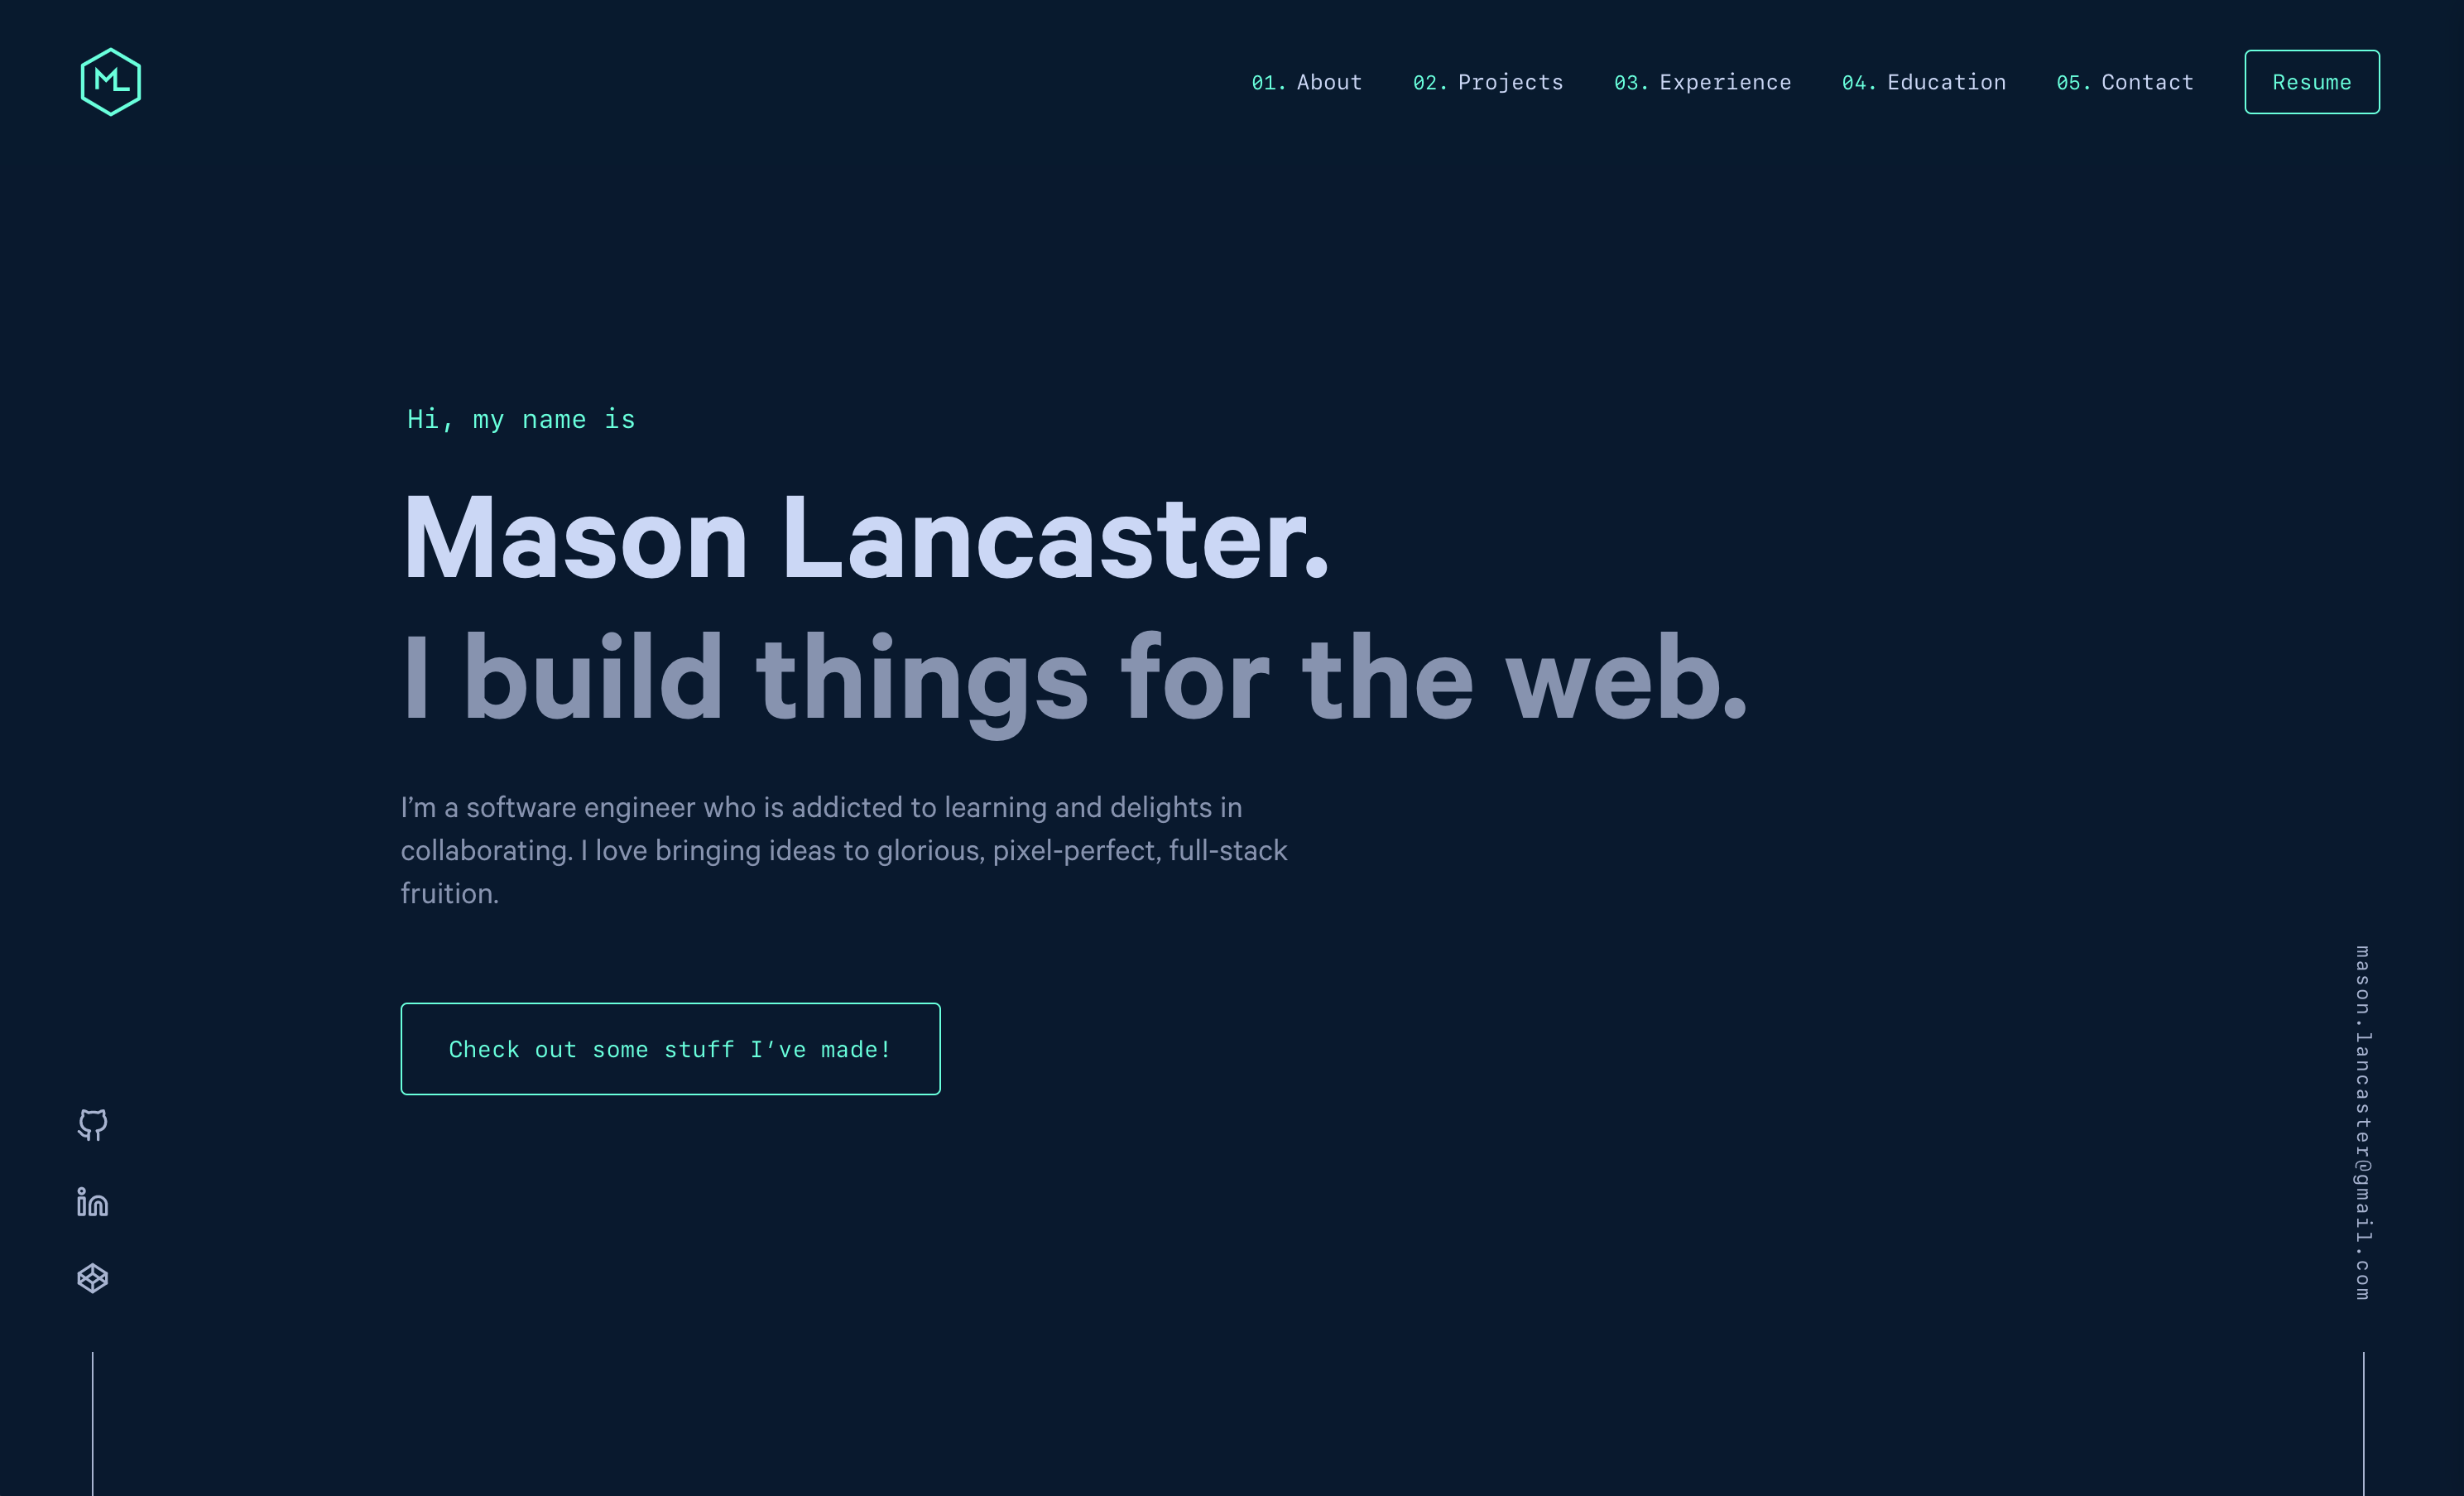 ML
01. About 02. Projects 03. Experience 04. Education 05. Contact Resume
Hi, my name is
Mason Lancaster.
I build things for the web.
I’m a software engineer who is addicted to learning and delights in
collaborating. I love bringing ideas to glorious, pixel-perfect, full-stack
fruition.
Check out some stuff I’ve made!
in
mason.lancaster@gmail.com